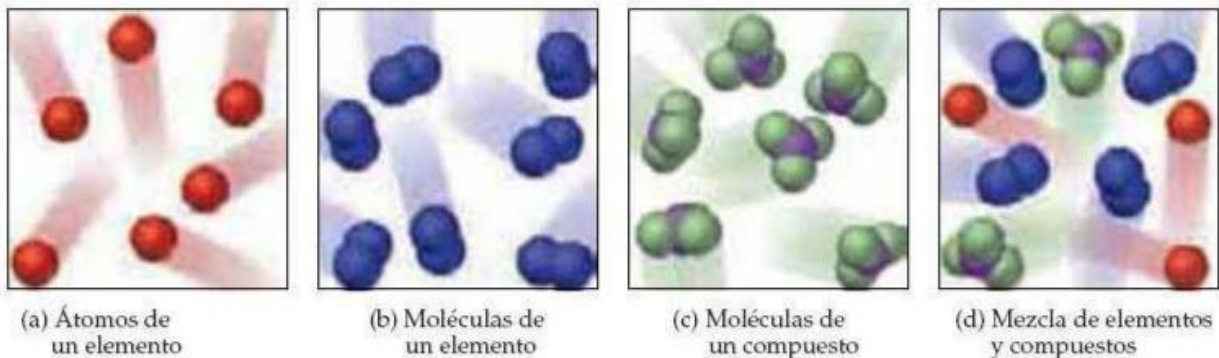 (a) Átomos de
un elemento
(b) Moléculas de
un elemento
(c) Moléculas de
un compuesto
(d) Mezcla de elementos
y compuestos